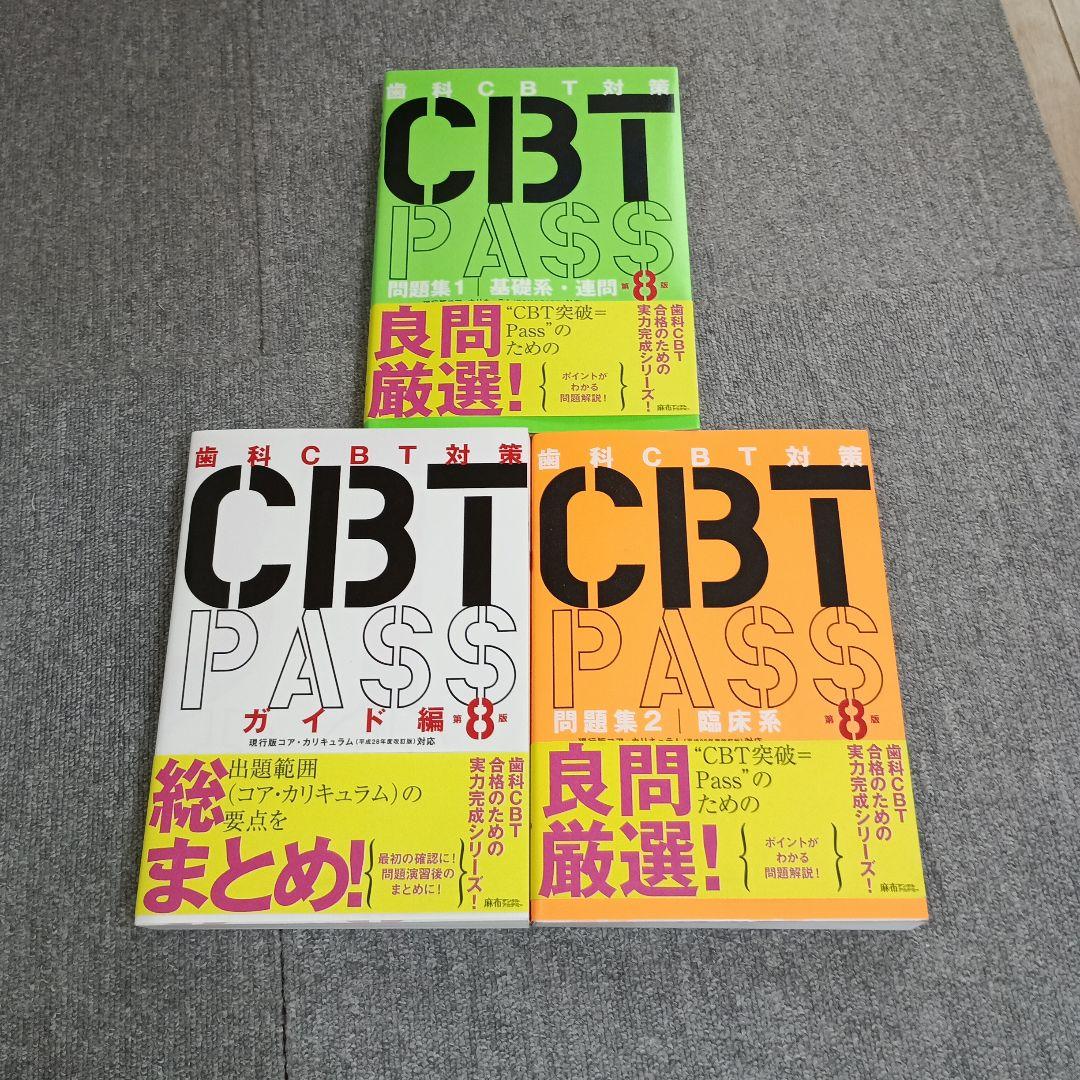 歯科CBT対策
CBT
PASS
問題集1 基礎系・連問 第8版
良問
厳選!
“CBT突破=
Pass”の
ための
ポイントが
わかる
問題解説!
歯科CBT
合格のための
実力完成シリーズ!
麻布
歯科CBT対策
CBT
PASS
ガイド編 第8版
現行版コア・カリキュラム(平成28年度改訂版)対応
総
まとめ!
出題範囲
(コア・カリキュラム)の
要点を
最初の確認に!
問題演習後の
まとめに!
歯科CBT
合格のための
実力完成シリーズ!
麻布
歯科CBT対策
CBT
PASS
問題集2 | 臨床系 第8版
良問
厳選!
“CBT突破=
Pass”の
ための
ポイントが
わかる
問題解説!
歯科CBT
合格のための
実力完成シリーズ!
麻布